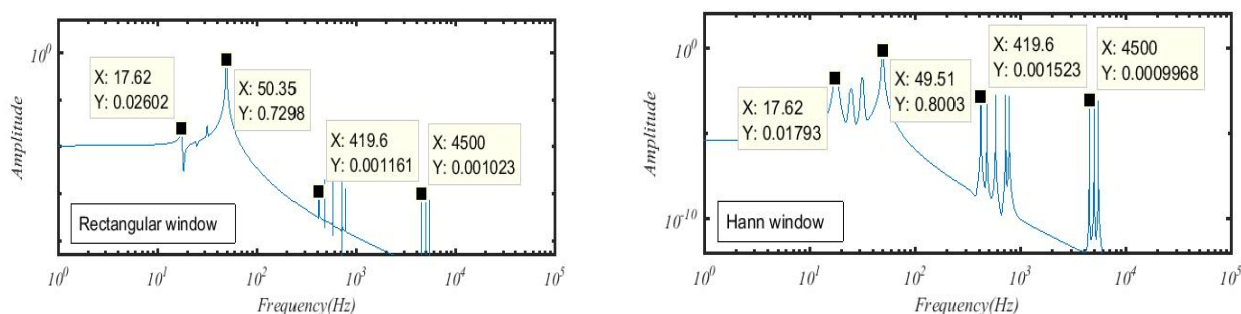 Amplitude
10^0
X: 17.62
Y: 0.02602
X: 50.35
Y: 0.7298
X: 419.6
Y: 0.001161
X: 4500
Y: 0.001023
Rectangular window
10^0
10^1
10^2
10^3
10^4
10^5
Frequency(Hz)
Amplitude
10^0
10^-10
X: 17.62
Y: 0.01793
X: 49.51
Y: 0.8003
X: 419.6
Y: 0.001523
X: 4500
Y: 0.0009968
Hann window
10^0
10^1
10^2
10^3
10^4
10^5
Frequency(Hz)